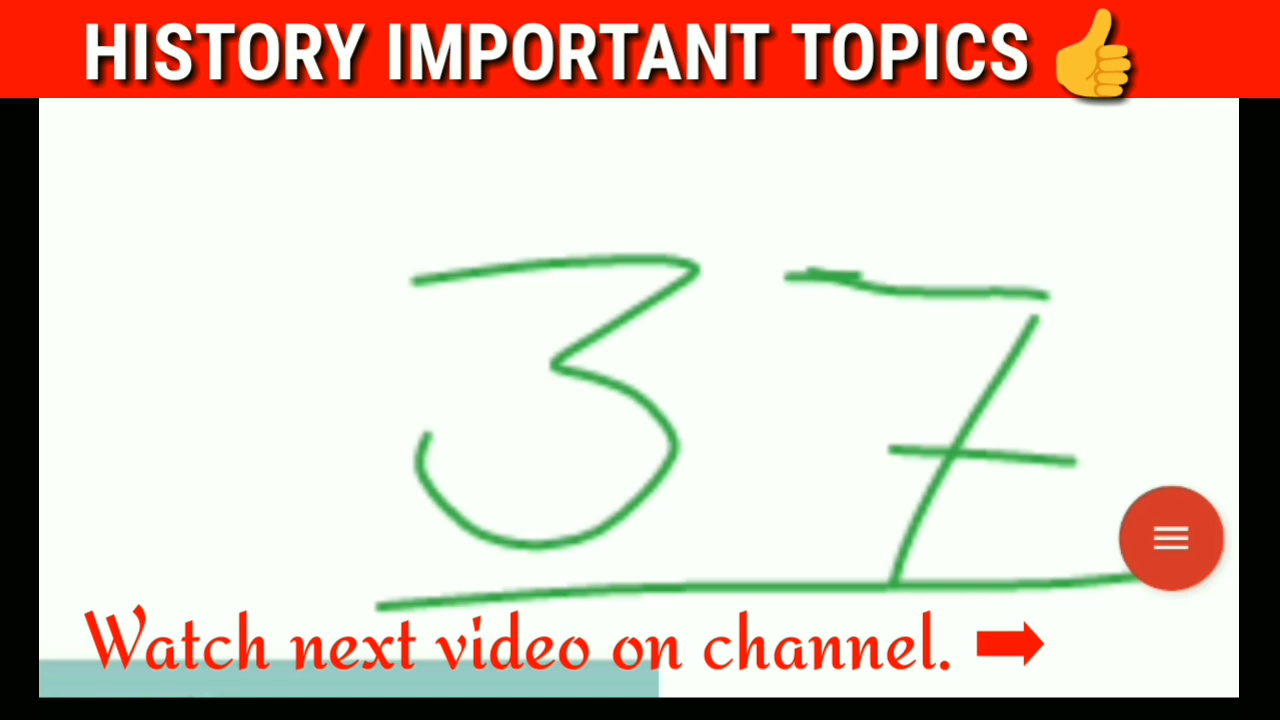 HISTORY IMPORTANT TOPICS 👍
37
Watch next video on channel. ➡